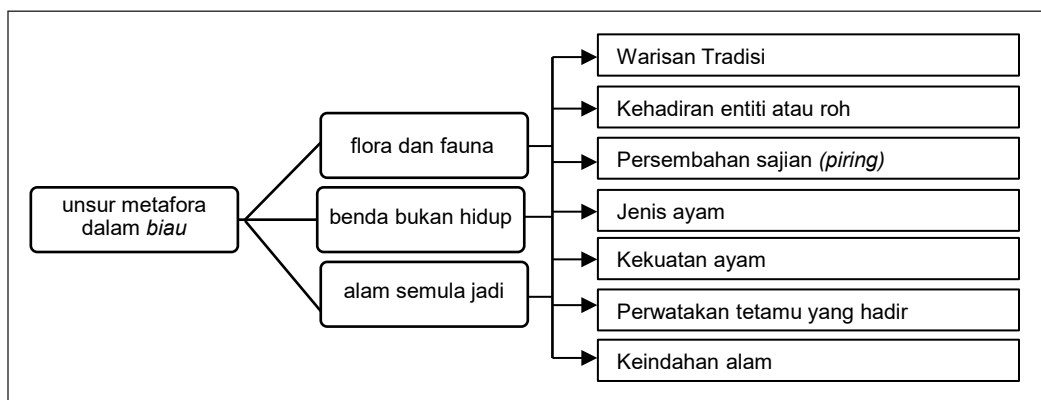 unsur metafora
dalam biau
flora dan fauna
benda bukan hidup
alam semula jadi
Warisan Tradisi
Kehadiran entiti atau roh
Persembahan sajian (piring)
Jenis ayam
Kekuatan ayam
Perwatakan tetamu yang hadir
Keindahan alam